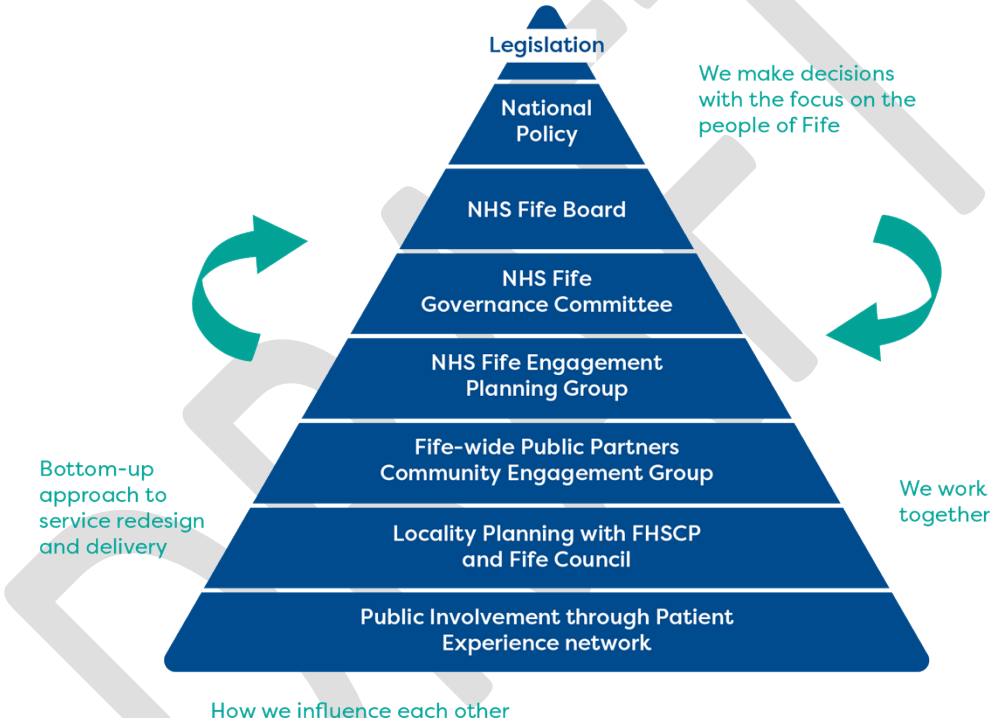 Legislation
We make decisions
with the focus on the
people of Fife
National
Policy
NHS Fife Board
NHS Fife
Governance Committee
NHS Fife Engagement
Planning Group
Fife-wide Public Partners
Community Engagement Group
Bottom-up
approach to
service redesign
and delivery
We work
together
Locality Planning with FHSCP
and Fife Council
Public Involvement through Patient
Experience network
How we influence each other
DRAFT